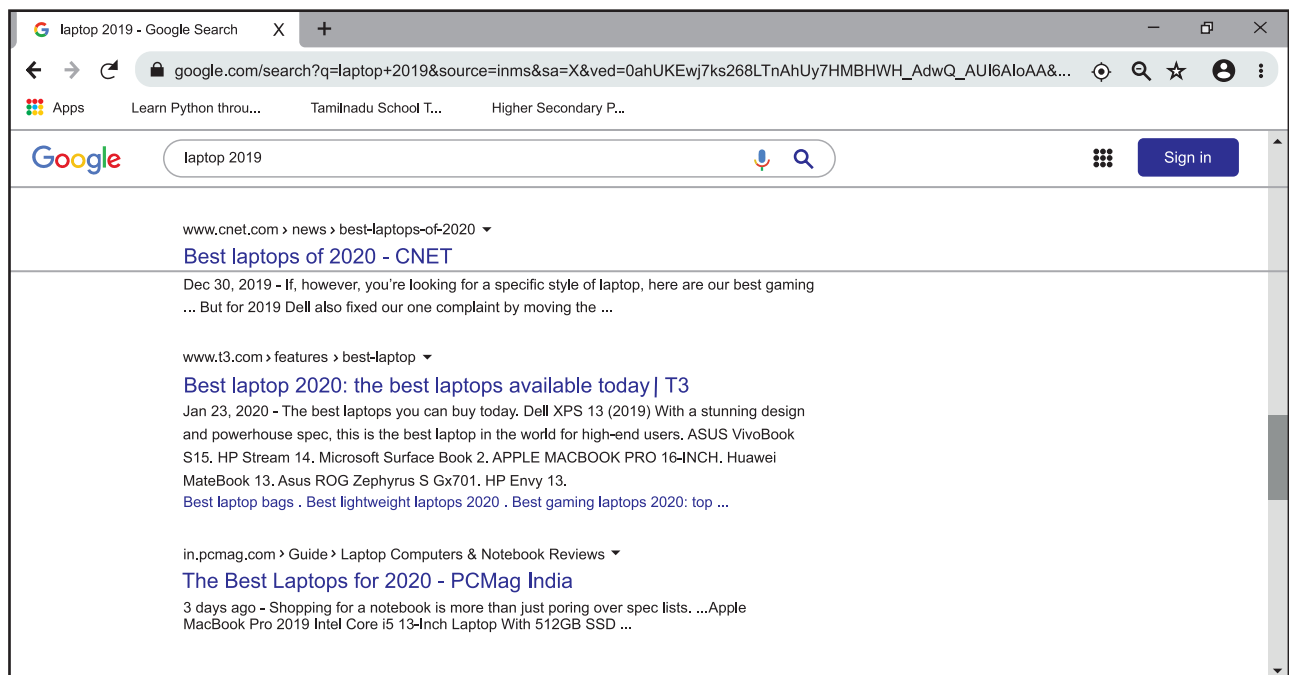 laptop 2019 - Google Search X +
google.com/search?q=laptop+2019&source=inms&sa=X&ved=0ahUKEwj7ks268LTnAhUy7HMBHWH_AdwQ_AUI6AIoAA&...
Apps Learn Python throu... Tamilnadu School T... Higher Secondary P...
Google laptop 2019 Sign in
www.cnet.com › news › best-laptops-of-2020
Best laptops of 2020 - CNET
Dec 30, 2019 - If, however, you’re looking for a specific style of laptop, here are our best gaming
... But for 2019 Dell also fixed our one complaint by moving the ...
www.t3.com › features › best-laptop
Best laptop 2020: the best laptops available today | T3
Jan 23, 2020 - The best laptops you can buy today. Dell XPS 13 (2019) With a stunning design
and powerhouse spec, this is the best laptop in the world for high-end users. ASUS VivoBook
S15. HP Stream 14. Microsoft Surface Book 2. APPLE MACBOOK PRO 16-INCH. Huawei
MateBook 13. Asus ROG Zephyrus S Gx701. HP Envy 13.
Best laptop bags . Best lightweight laptops 2020 . Best gaming laptops 2020: top ...
in.pcmag.com › Guide › Laptop Computers & Notebook Reviews
The Best Laptops for 2020 - PCMag India
3 days ago - Shopping for a notebook is more than just poring over spec lists. ...Apple
MacBook Pro 2019 Intel Core i5 13-Inch Laptop With 512GB SSD ...